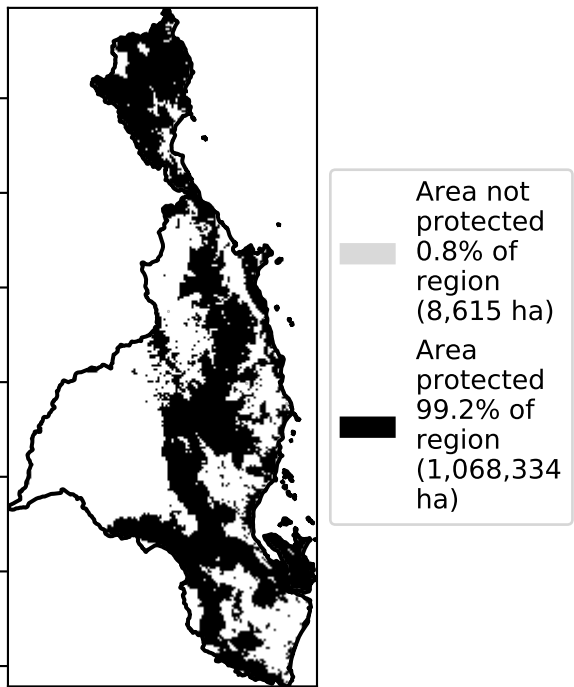 Area not
protected
0.8% of
region
(8,615 ha)
Area
protected
99.2% of
region
(1,068,334
ha)